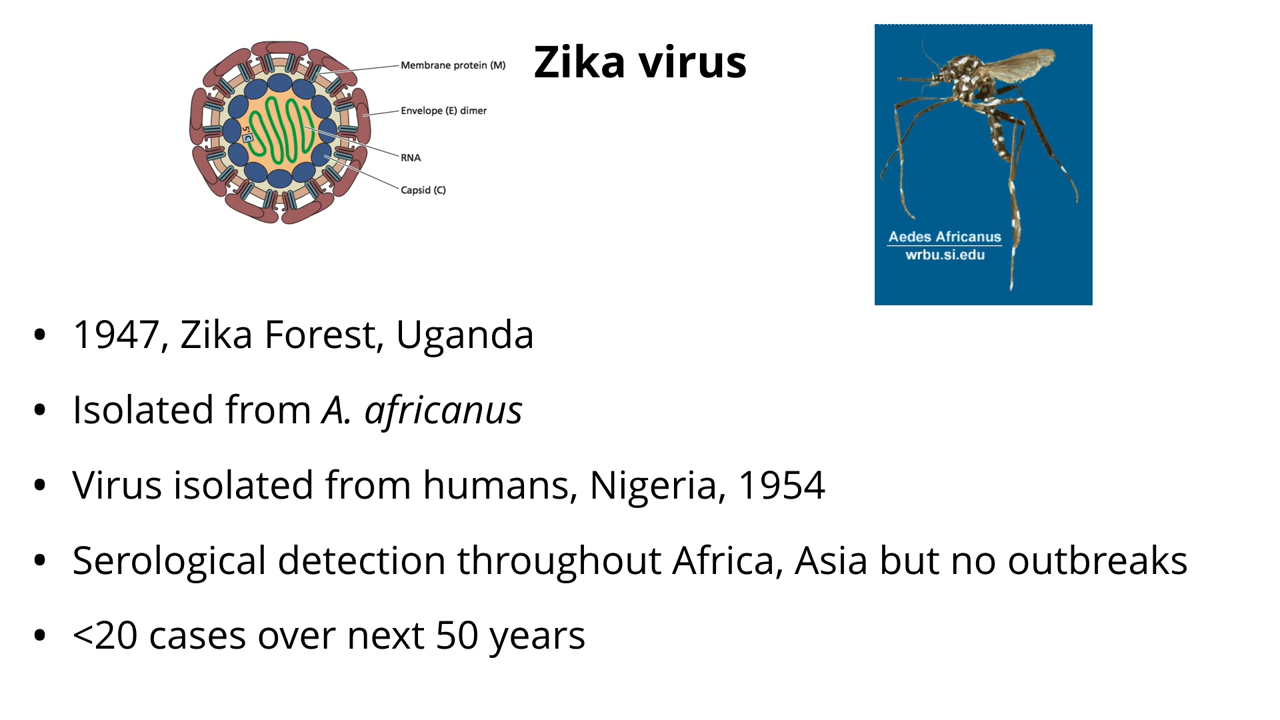 Zika virus
Membrane protein (M)
Envelope (E) dimer
RNA
Capsid (C)
5'
C
Aedes Africanus
wrbu.si.edu
• 1947, Zika Forest, Uganda
• Isolated from A. africanus
• Virus isolated from humans, Nigeria, 1954
• Serological detection throughout Africa, Asia but no outbreaks
• <20 cases over next 50 years